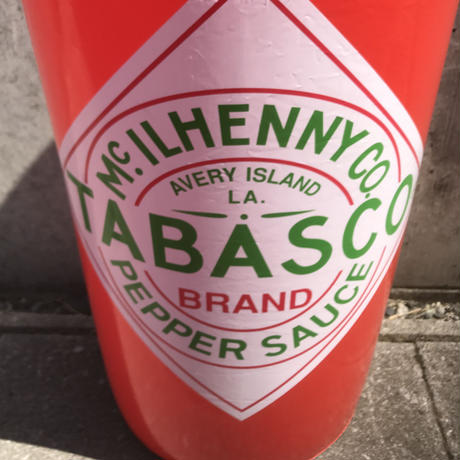 McILHENNY CO.
AVERY ISLAND
LA.
TABASCO
BRAND
PEPPER SAUCE